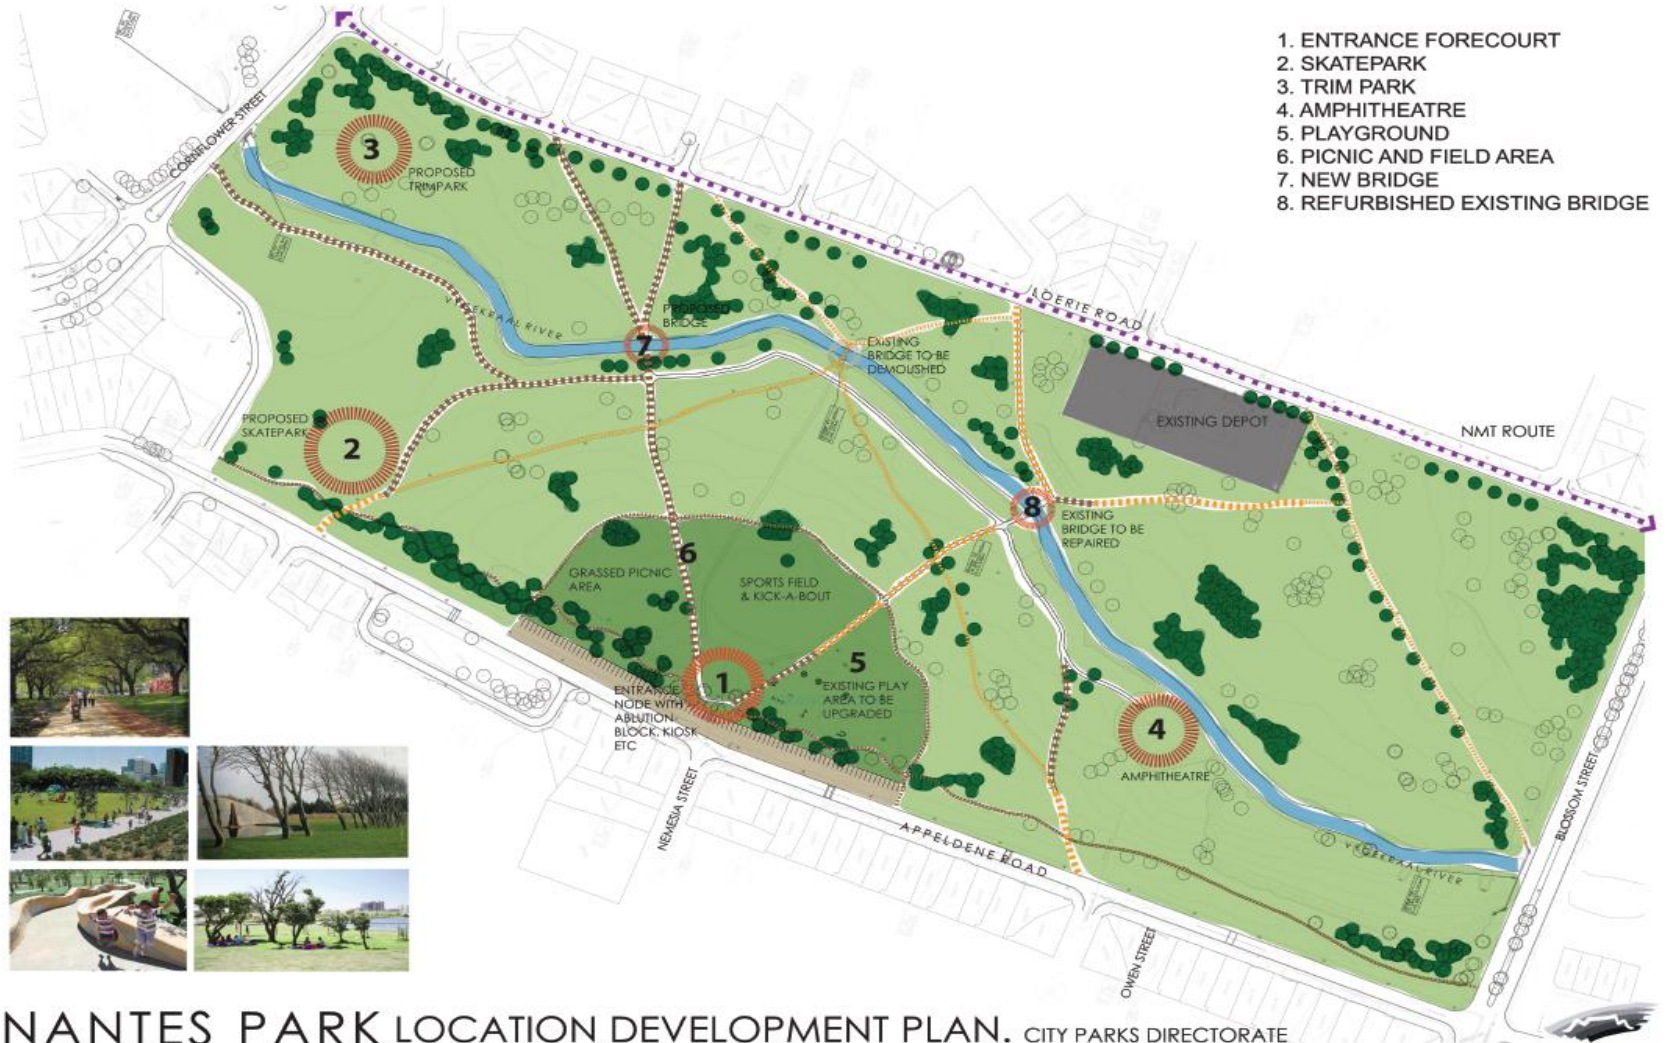 1. ENTRANCE FORECOURT
2. SKATEPARK
3. TRIM PARK
4. AMPHITHEATRE
5. PLAYGROUND
6. PICNIC AND FIELD AREA
7. NEW BRIDGE
8. REFURBISHED EXISTING BRIDGE
CORNFLOWER STREET
3
PROPOSED
TRIMPARK
LOERIE ROAD
PROPOSED
BRIDGE
7
EXISTING
BRIDGE TO BE
DEMOLISHED
EXISTING DEPOT
NMT ROUTE
PROPOSED
SKATEPARK
2
8
EXISTING
BRIDGE TO BE
REPAIRED
6
GRASSED PICNIC
AREA
SPORTS FIELD
& KICK-A-BOUT
1
ENTRANCE
NODE WITH
ABLUTION
BLOCK, KIOSK
ETC
5
EXISTING PLAY
AREA TO BE
UPGRADED
4
AMPHITHEATRE
NEMESIA STREET
APPELDENE ROAD
OWEN STREET
BLOSSOM STREET
NANTES PARK LOCATION DEVELOPMENT PLAN. CITY PARKS DIRECTORATE